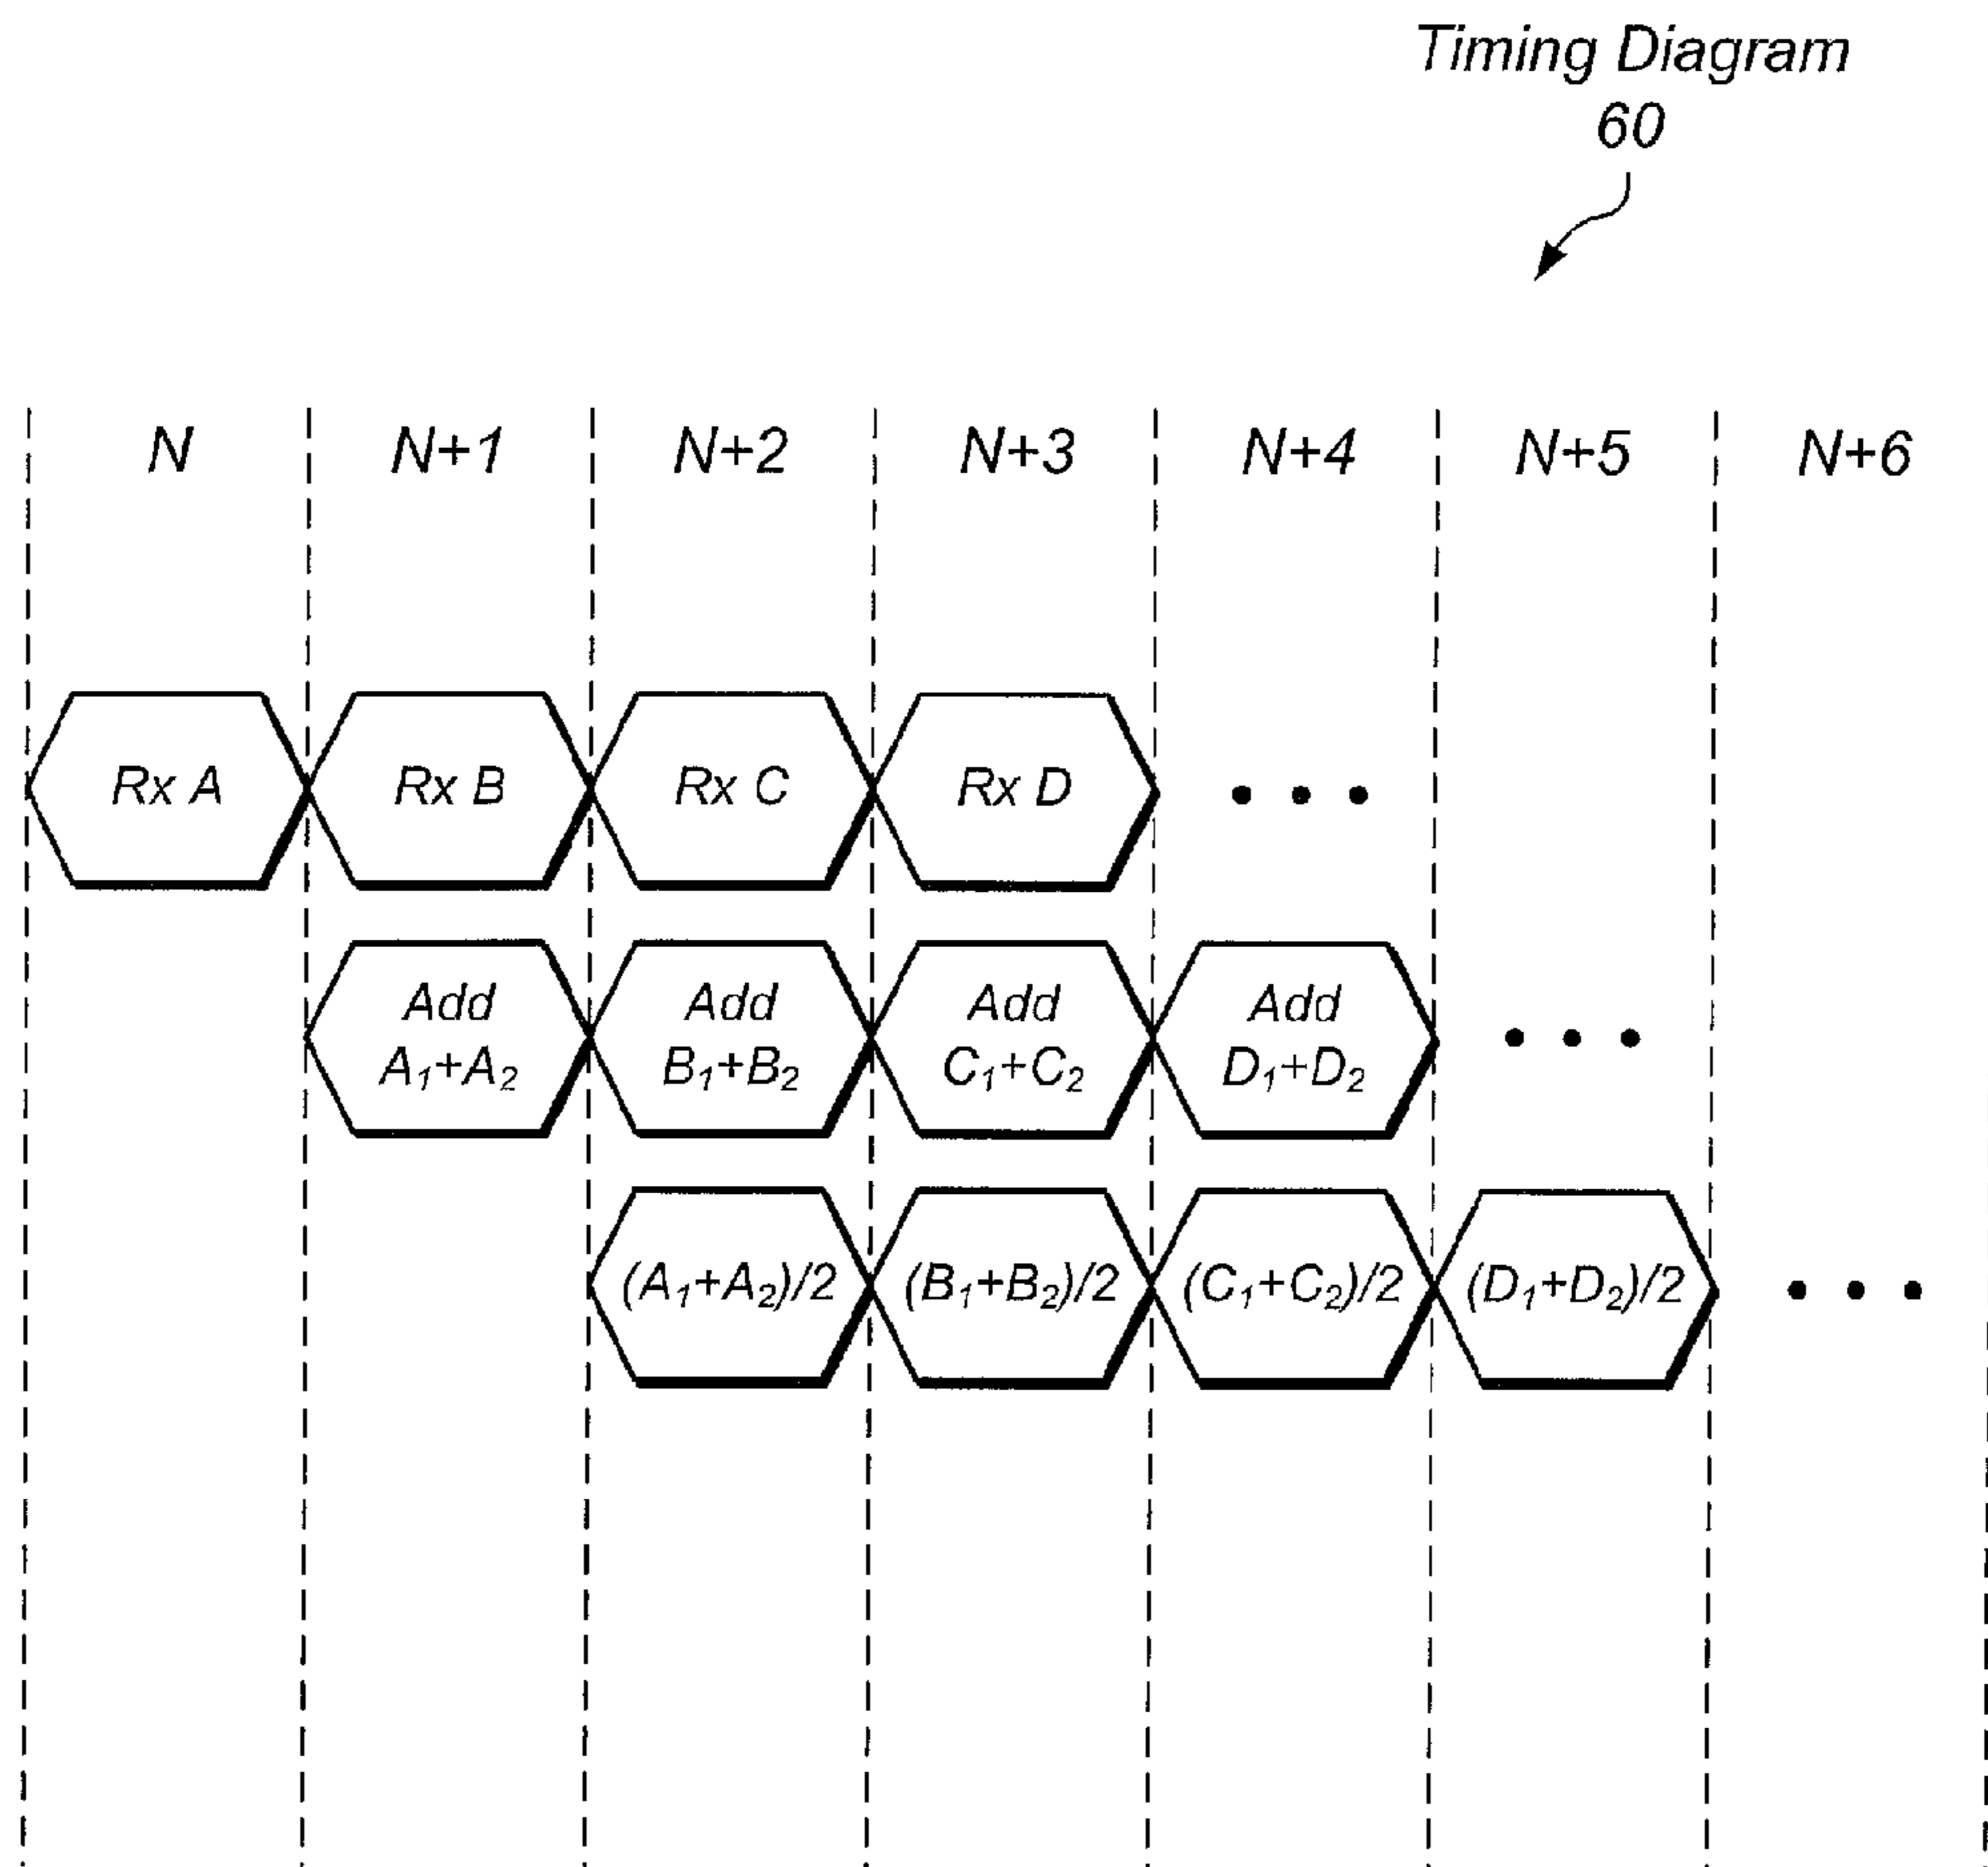 Timing Diagram
60
N N+1 N+2 N+3 N+4 N+5 N+6
Rx A Rx B Rx C Rx D • • •
Add Add Add Add
A₁+A₂ B₁+B₂ C₁+C₂ D₁+D₂ • • •
(A₁+A₂)/2 (B₁+B₂)/2 (C₁+C₂)/2 (D₁+D₂)/2 • • •